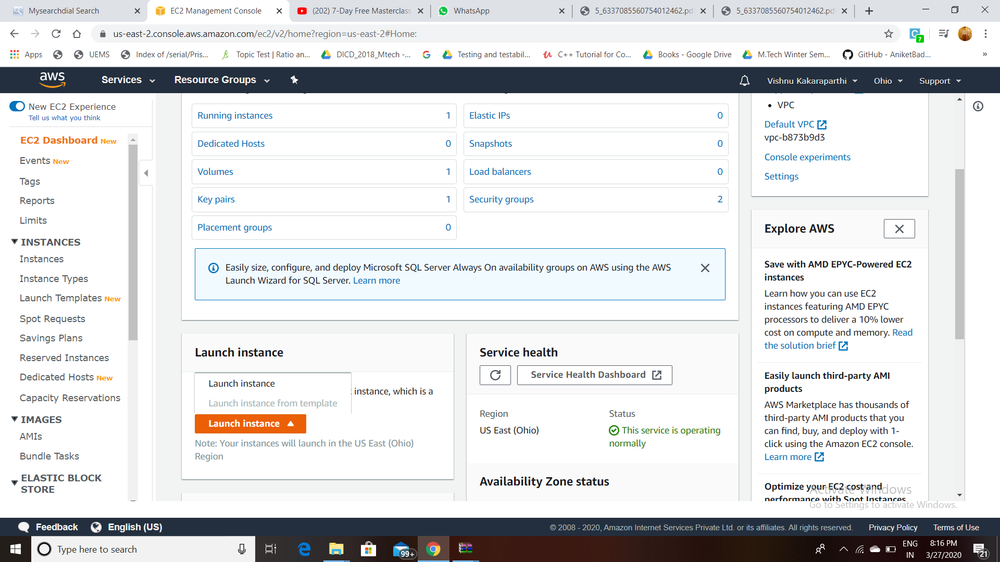 Mysearchdial Search
EC2 Management Console
(202) 7-Day Free Masterclass
WhatsApp
5_6337085560754012462.pd
5_6337085560754012462.pd
us-east-2.console.aws.amazon.com/ec2/v2/home?region=us-east-2#Home:
7
Apps
UEMS
Index of /serial/Pris...
Topic Test | Ratio an...
DICD_2018_Mtech -...
Testing and testabil...
C++ Tutorial for Co...
Books - Google Drive
M.Tech Winter Sem...
GitHub - AniketBad...
»
aws
Services
Resource Groups
Vishnu Kakaraparthi
Ohio
Support
New EC2 Experience
Tell us what you think
EC2 Dashboard New
Events New
Tags
Reports
Limits
INSTANCES
Instances
Instance Types
Launch Templates New
Spot Requests
Savings Plans
Reserved Instances
Dedicated Hosts New
Capacity Reservations
IMAGES
AMIs
Bundle Tasks
ELASTIC BLOCK
STORE
Running instances 1
Elastic IPs 0
Dedicated Hosts 0
Snapshots 0
Volumes 1
Load balancers 0
Key pairs 1
Security groups 2
Placement groups 0
Easily size, configure, and deploy Microsoft SQL Server Always On availability groups on AWS using the AWS
Launch Wizard for SQL Server. Learn more
Launch instance
Launch instance
instance, which is a
Launch instance from template
Launch instance
Note: Your instances will launch in the US East (Ohio)
Region
Service health
Service Health Dashboard
Region
Status
US East (Ohio)
This service is operating
normally
Availability Zone status
• VPC
Default VPC
vpc-b873b9d3
Console experiments
Settings
Explore AWS
Save with AMD EPYC-Powered EC2
instances
Learn how you can use EC2
instances featuring AMD EPYC
processors to deliver a 10% lower
cost on compute and memory. Read
the solution brief
Easily launch third-party AMI
products
AWS Marketplace has thousands of
third-party AMI products that you
can find, buy, and deploy with 1-
click using the Amazon EC2 console.
Learn more
Optimize your EC2 cost and
performance with Spot Instances
Activate Windows
Go to Settings to activate Windows.
Feedback
English (US)
© 2008 - 2020, Amazon Internet Services Private Ltd. or its affiliates. All rights reserved.
Privacy Policy
Terms of Use
Type here to search
99+
ENG
IN
8:16 PM
3/27/2020
21